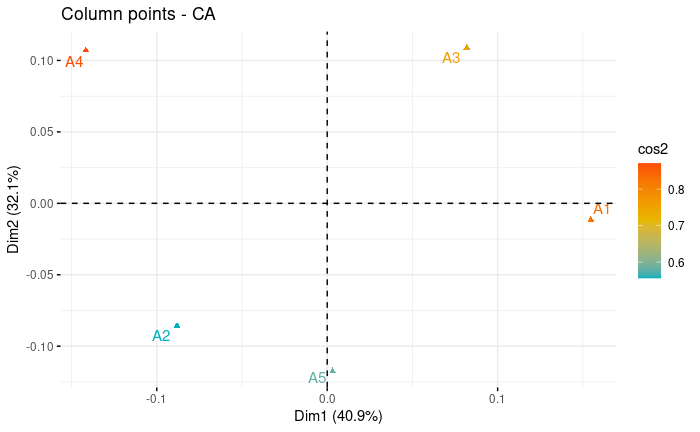 Column points - CA
A4
A3
A1
A2
A5
0.10
0.05
0.00
-0.05
-0.10
Dim2 (32.1%)
-0.1
0.0
0.1
Dim1 (40.9%)
cos2
0.8
0.7
0.6